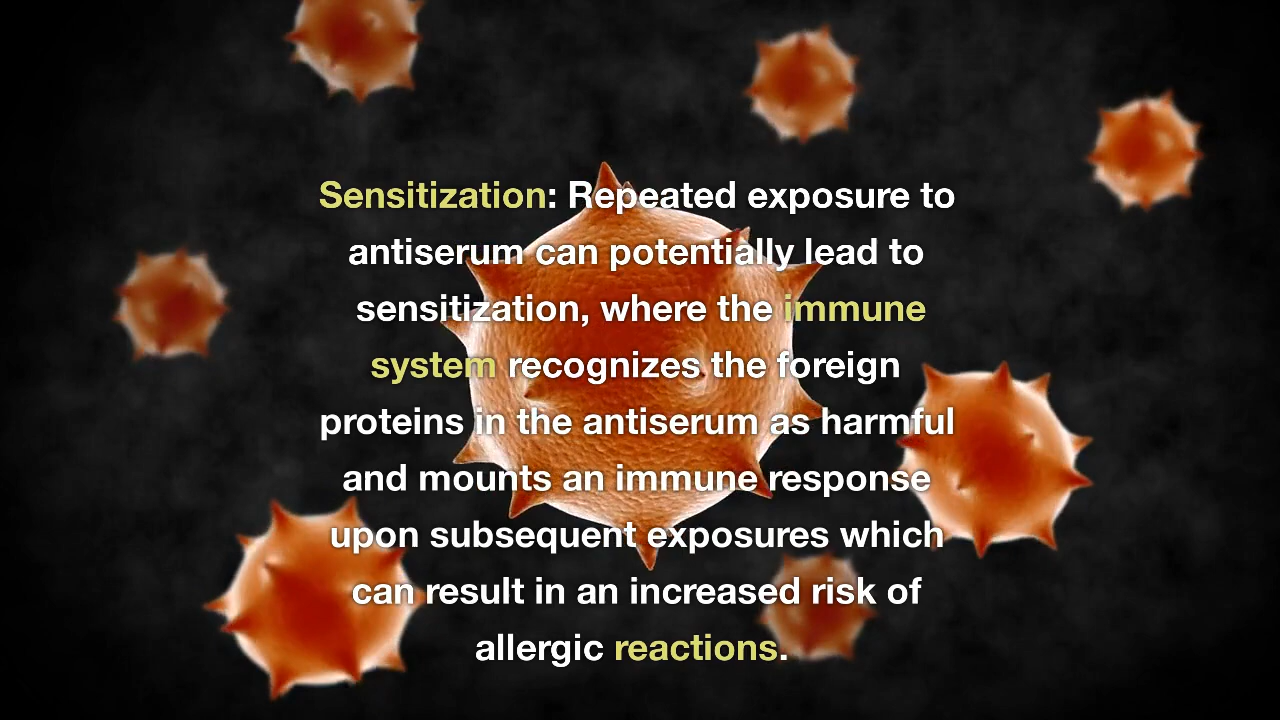 Sensitization: Repeated exposure to
antiserum can potentially lead to
sensitization, where the immune
system recognizes the foreign
proteins in the antiserum as harmful
and mounts an immune response
upon subsequent exposures which
can result in an increased risk of
allergic reactions.